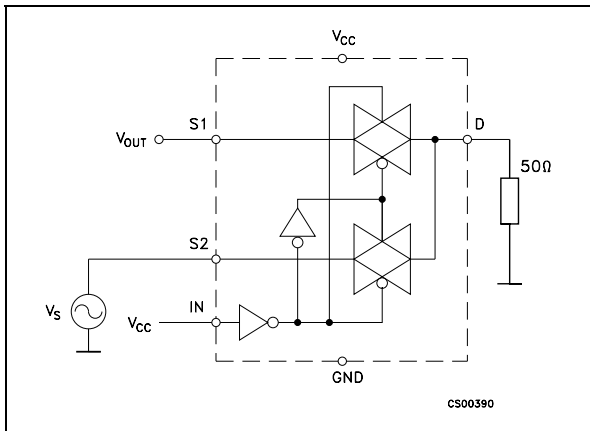 VCC
S1
D
VOUT
50Ω
S2
IN
VS
VCC
GND
CS00390